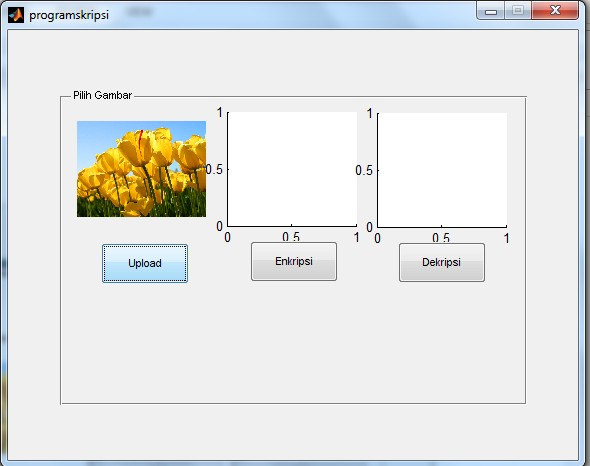 programskripsi
Pilih Gambar
1
0.5
0
0 0.5 1
1
0.5
0
0 0.5 1
Upload
Enkripsi
Dekripsi